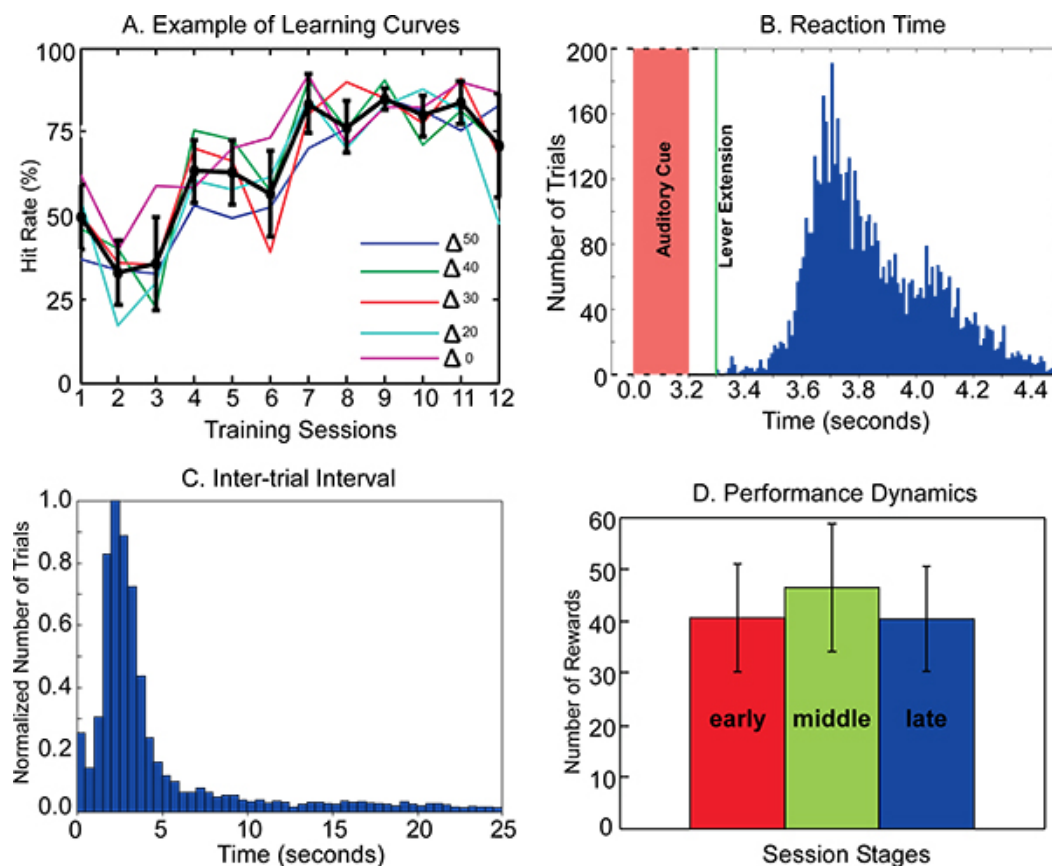 A. Example of Learning Curves
Hit Rate (%)
100
75
50
25
0
Δ50
Δ40
Δ30
Δ20
Δ0
1 2 3 4 5 6 7 8 9 10 11 12
Training Sessions
B. Reaction Time
Number of Trials
200
160
120
80
40
0
Auditory Cue
Lever Extension
0.0 3.2 3.4 3.6 3.8 4.0 4.2 4.4
Time (seconds)
C. Inter-trial Interval
Normalized Number of Trials
1.0
0.8
0.6
0.4
0.2
0.0
0 5 10 15 20 25
Time (seconds)
D. Performance Dynamics
Number of Rewards
60
50
40
30
20
10
0
early middle late
Session Stages